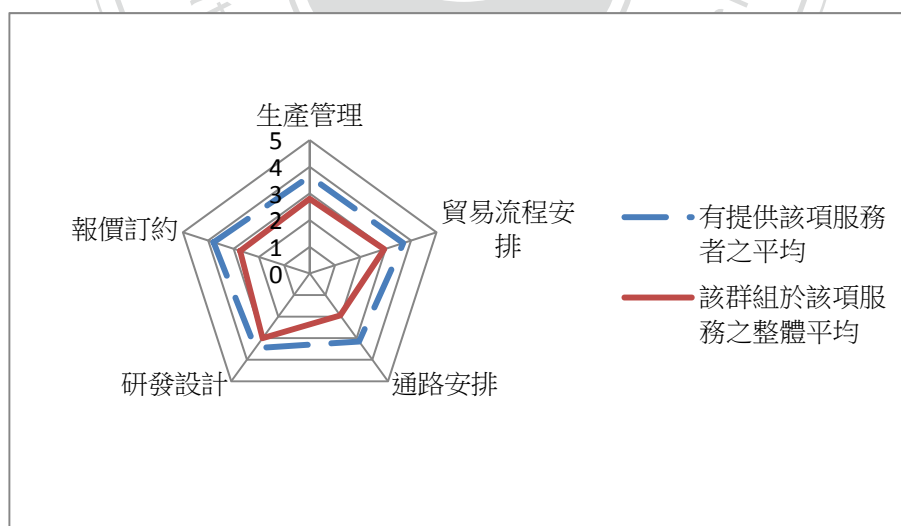 生產管理
5
4
3
2
1
0
貿易流程安
排
報價訂約
研發設計
通路安排
有提供該項服務
者之平均
該群組於該項服
務之整體平均